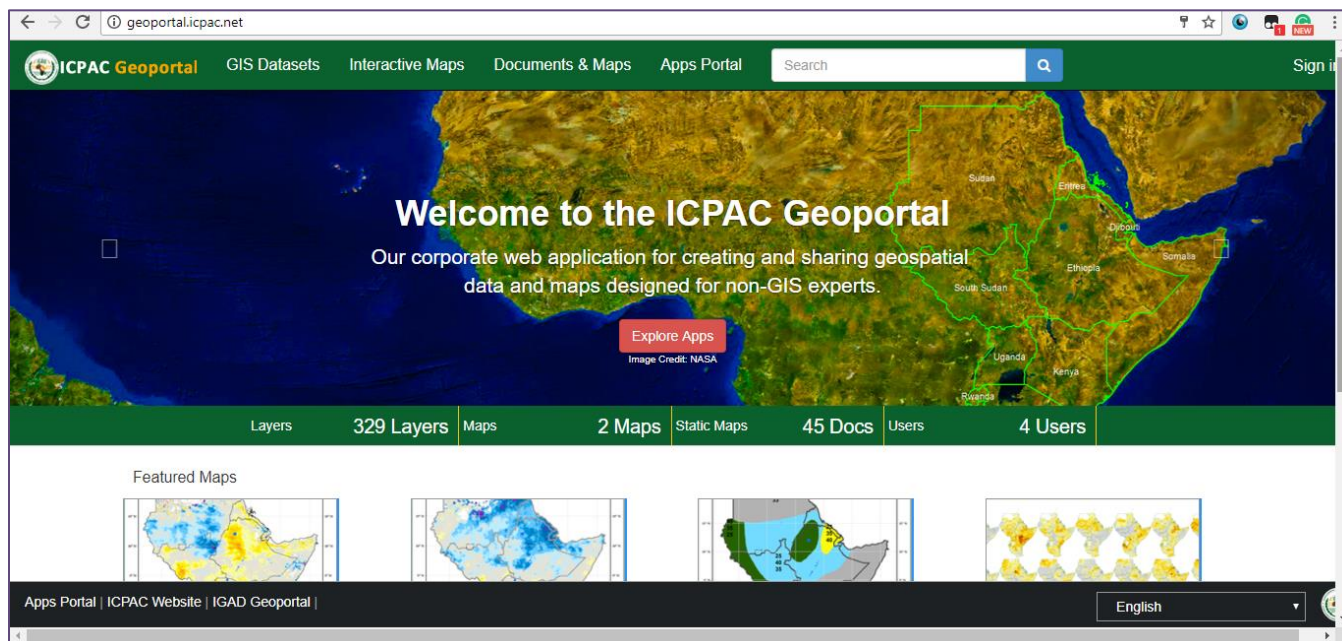 geoportal.icpac.net
1
NEW
ICPAC Geoportal GIS Datasets Interactive Maps Documents & Maps Apps Portal Search Sign in
Sudan
Eritrea
Welcome to the ICPAC Geoportal
Djibouti
Our corporate web application for creating and sharing geospatial
Somalia
Ethiopia
data and maps designed for non-GIS experts.
South Sudan
Explore Apps
Image Credit: NASA
Uganda
Kenya
Rwanda
Layers 329 Layers Maps 2 Maps Static Maps 45 Docs Users 4 Users
Featured Maps
Apps Portal | ICPAC Website | IGAD Geoportal |
English